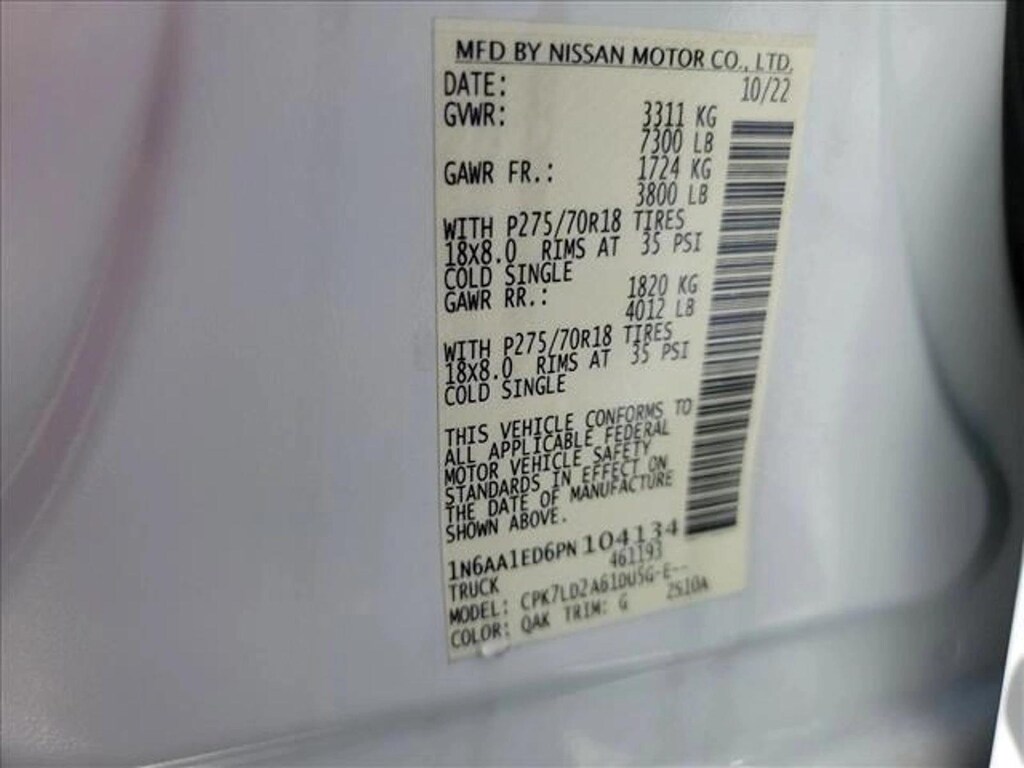 MFD BY NISSAN MOTOR CO., LTD.
DATE: 10/22
GVWR: 3311 KG
7300 LB
GAWR FR.: 1724 KG
3800 LB
WITH P275/70R18 TIRES
18X8.0 RIMS AT 35 PSI
COLD SINGLE
GAWR RR.: 1820 KG
4012 LB
WITH P275/70R18 TIRES
18X8.0 RIMS AT 35 PSI
COLD SINGLE
THIS VEHICLE CONFORMS TO
ALL APPLICABLE FEDERAL
MOTOR VEHICLE SAFETY
STANDARDS IN EFFECT ON
THE DATE OF MANUFACTURE
SHOWN ABOVE.
1N6AA1ED6PN104134
TRUCK 461193
MODEL: CPK7LD2A61DU5G-E--
COLOR: QAK TRIM: G 2S10A